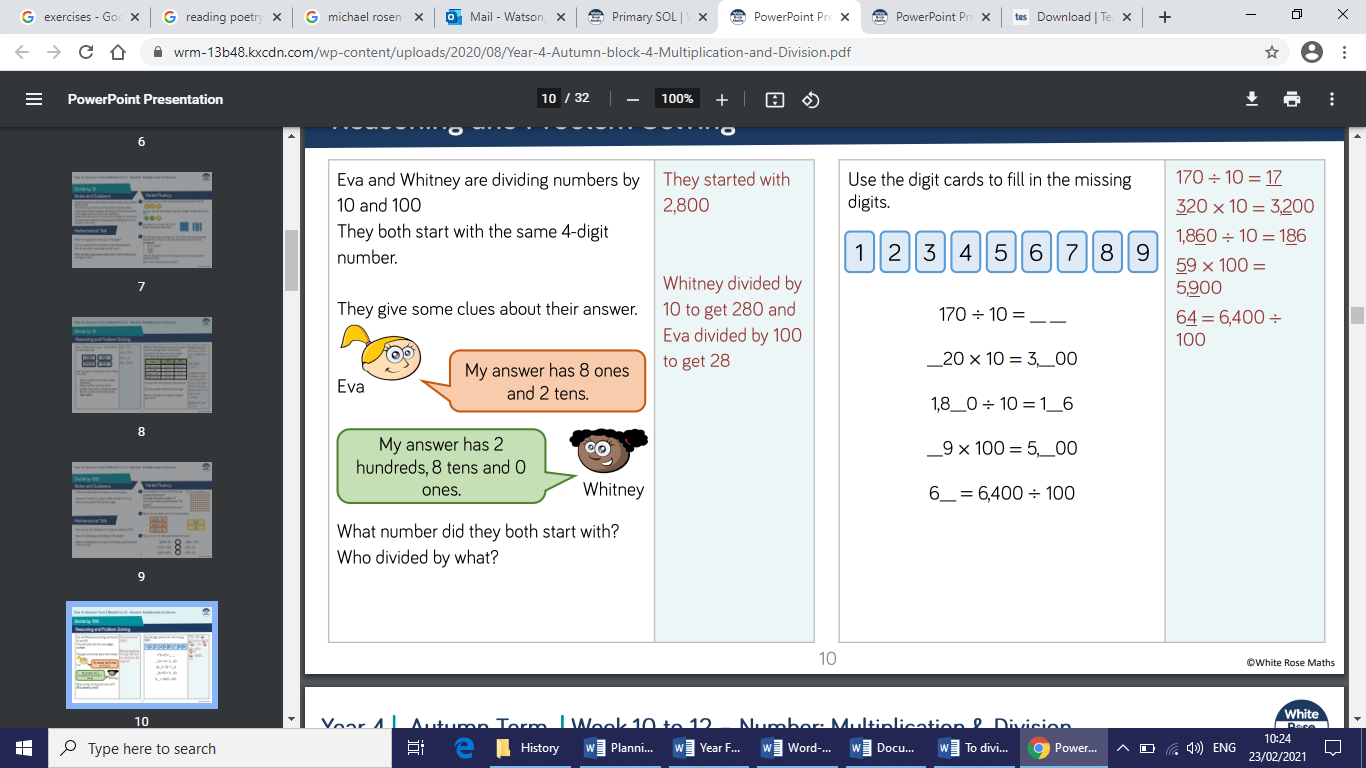 exercises - Goo
reading poetry
michael rosen
Mail - Watson,
Primary SOL | W
PowerPoint Pre
PowerPoint Pre
tes
Download | Tes
wrm-13b48.kxcdn.com/wp-content/uploads/2020/08/Year-4-Autumn-block-4-Multiplication-and-Division.pdf
PowerPoint Presentation
10 / 32
100%
6
7
8
9
10
Reasoning and Problem Solving
Eva and Whitney are dividing numbers by
10 and 100
They both start with the same 4-digit
number.
They give some clues about their answer.
Eva
My answer has 8 ones
and 2 tens.
My answer has 2
hundreds, 8 tens and 0
ones.
Whitney
What number did they both start with?
Who divided by what?
They started with
2,800
Whitney divided by
10 to get 280 and
Eva divided by 100
to get 28
Use the digit cards to fill in the missing
digits.
1 2 3 4 5 6 7 8 9
170 ÷ 10 = __ __
__20 × 10 = 3,__00
1,8__0 ÷ 10 = 1__6
__9 × 100 = 5,__00
6__ = 6,400 ÷ 100
170 ÷ 10 = 17
320 × 10 = 3,200
1,860 ÷ 10 = 186
59 × 100 =
5,900
64 = 6,400 ÷
100
10
©White Rose Maths
Year 4 | Autumn Term | Week 10 to 12 – Number: Multiplication & Division
White
Rose
Type here to search
History
Planni...
Year F...
Word-...
Docu...
To divi...
Power...
ENG
10:24
23/02/2021